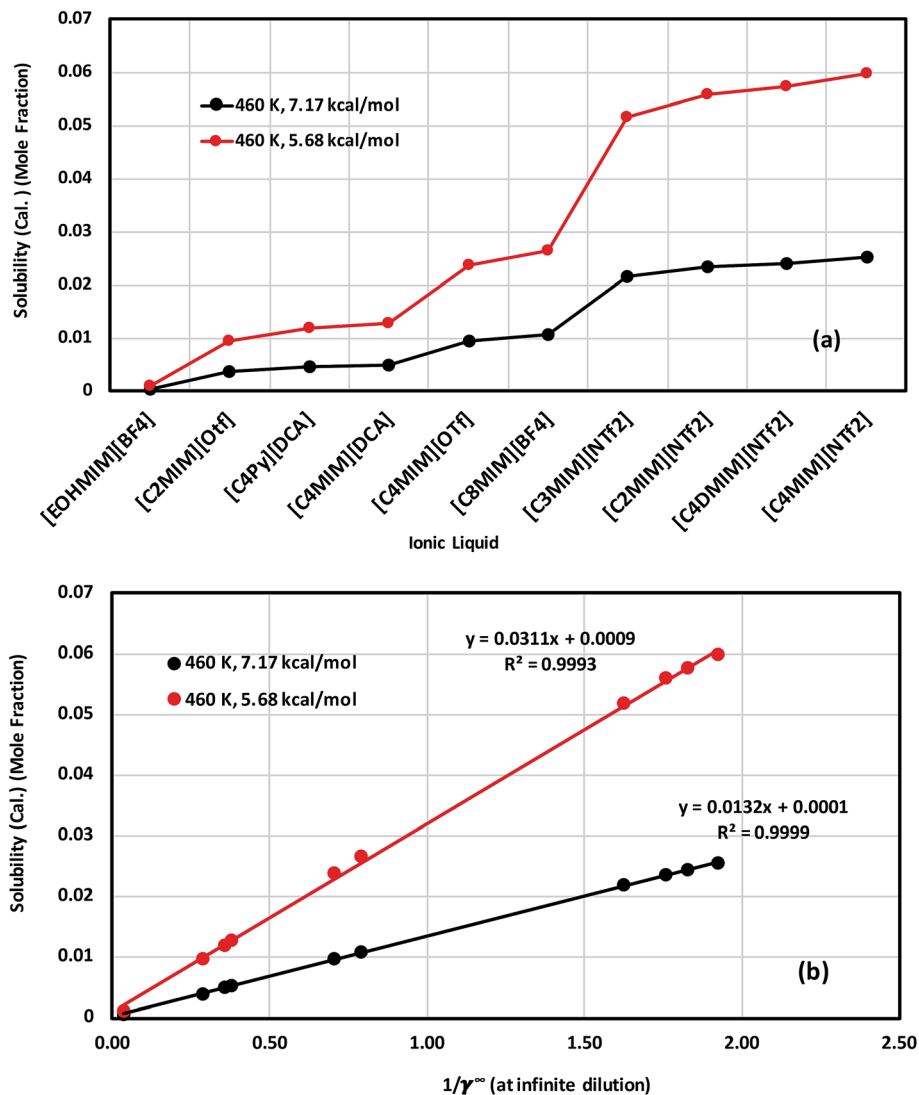 0.07
0.06
0.05
0.04
0.03
0.02
0.01
0
Solubility (Cal. ) (Mole Fraction)
460 K, 7.17 kcal/mol
460 K, 5.68 kcal/mol
(a)
[EOHMIM][BF4]
[C2MIM][Otf]
[C4Py][DCA]
[C4MIM][DCA]
[C4MIM][OTf]
[C8MIM][BF4]
[C3MIM][NTf2]
[C2MIM][NTf2]
[C4DMIM][NTf2]
[C4MIM][NTf2]
Ionic Liquid
0.07
0.06
0.05
0.04
0.03
0.02
0.01
0
Solubility (Cal.) (Mole Fraction)
460 K, 7.17 kcal/mol
460 K, 5.68 kcal/mol
y = 0.0311x + 0.0009
R² = 0.9993
y = 0.0132x + 0.0001
R² = 0.9999
(b)
0.00 0.50 1.00 1.50 2.00 2.50
1/γ∞ (at infinite dilution)